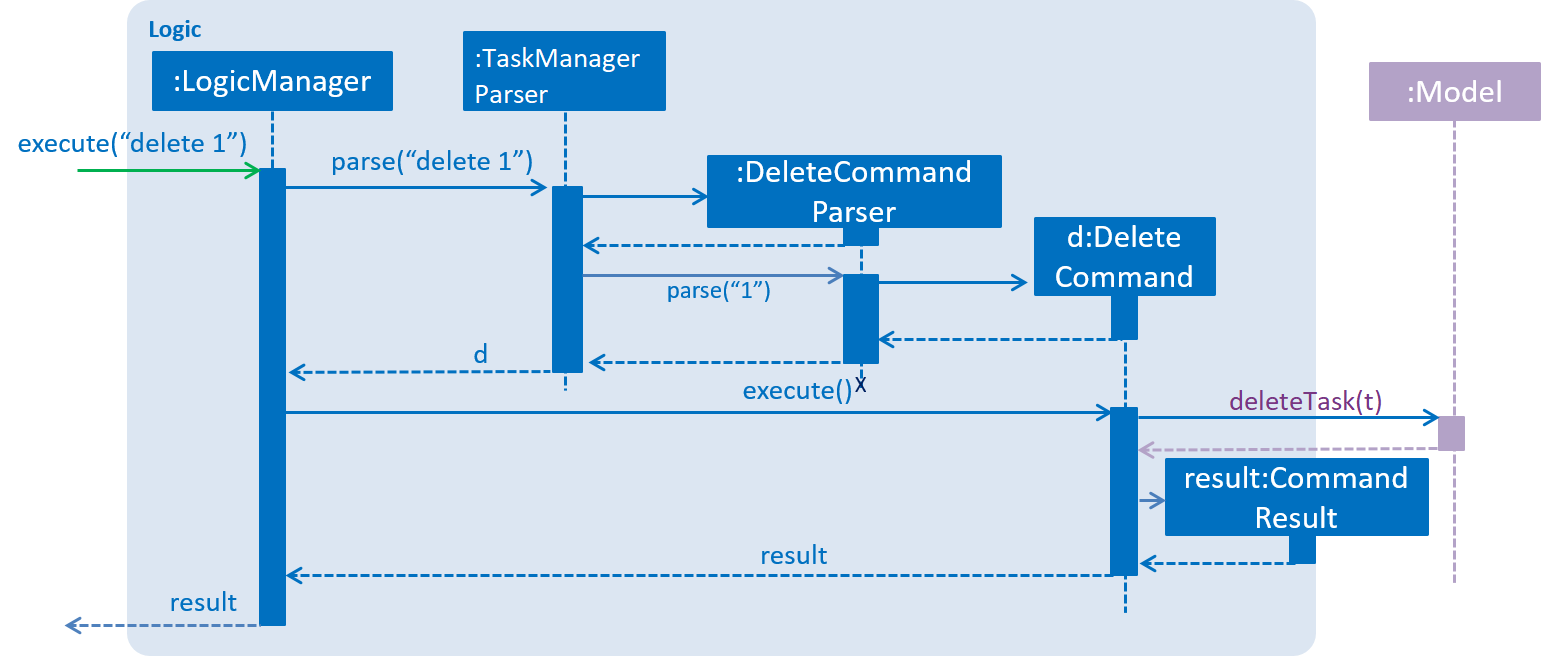 Logic
:LogicManager
:TaskManager
Parser
:Model
execute(“delete 1”)
parse(“delete 1”)
:DeleteCommand
Parser
d:Delete
Command
parse(“1”)
d
execute()
X
deleteTask(t)
result:Command
Result
result
result